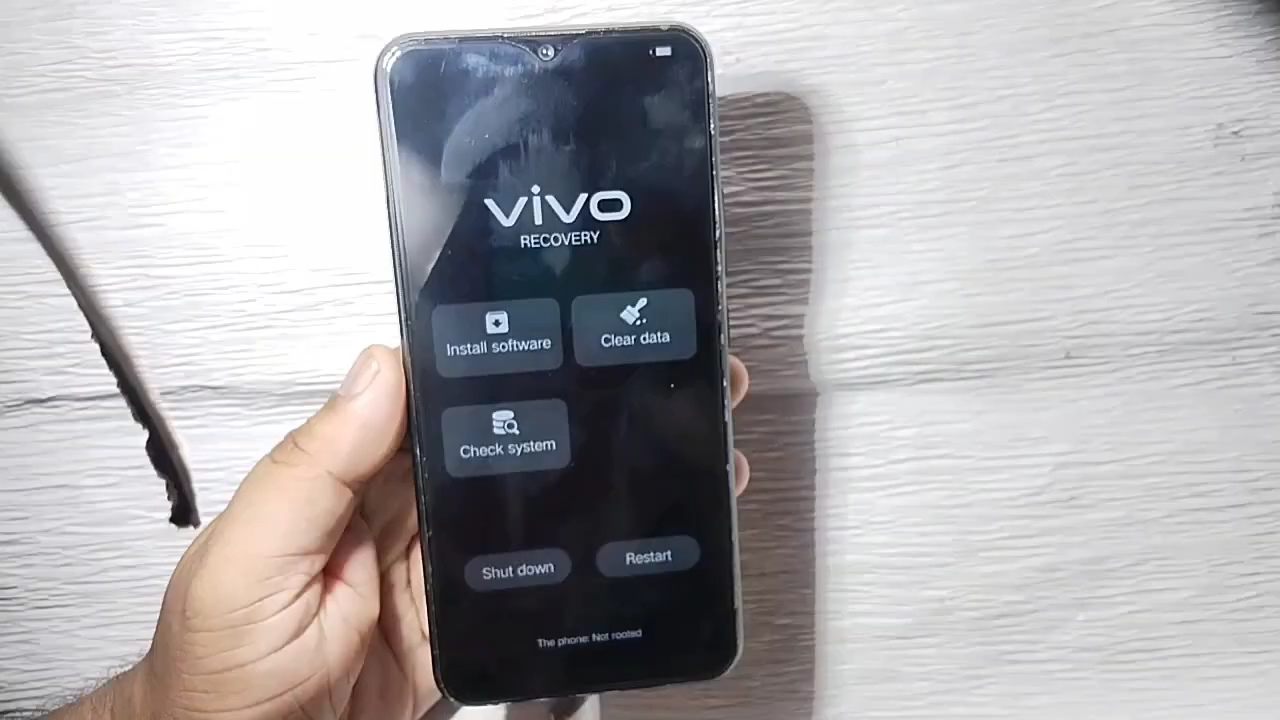 vivo
RECOVERY
Install software
Clear data
Check system
Shut down
Restart
The phone: Not rooted